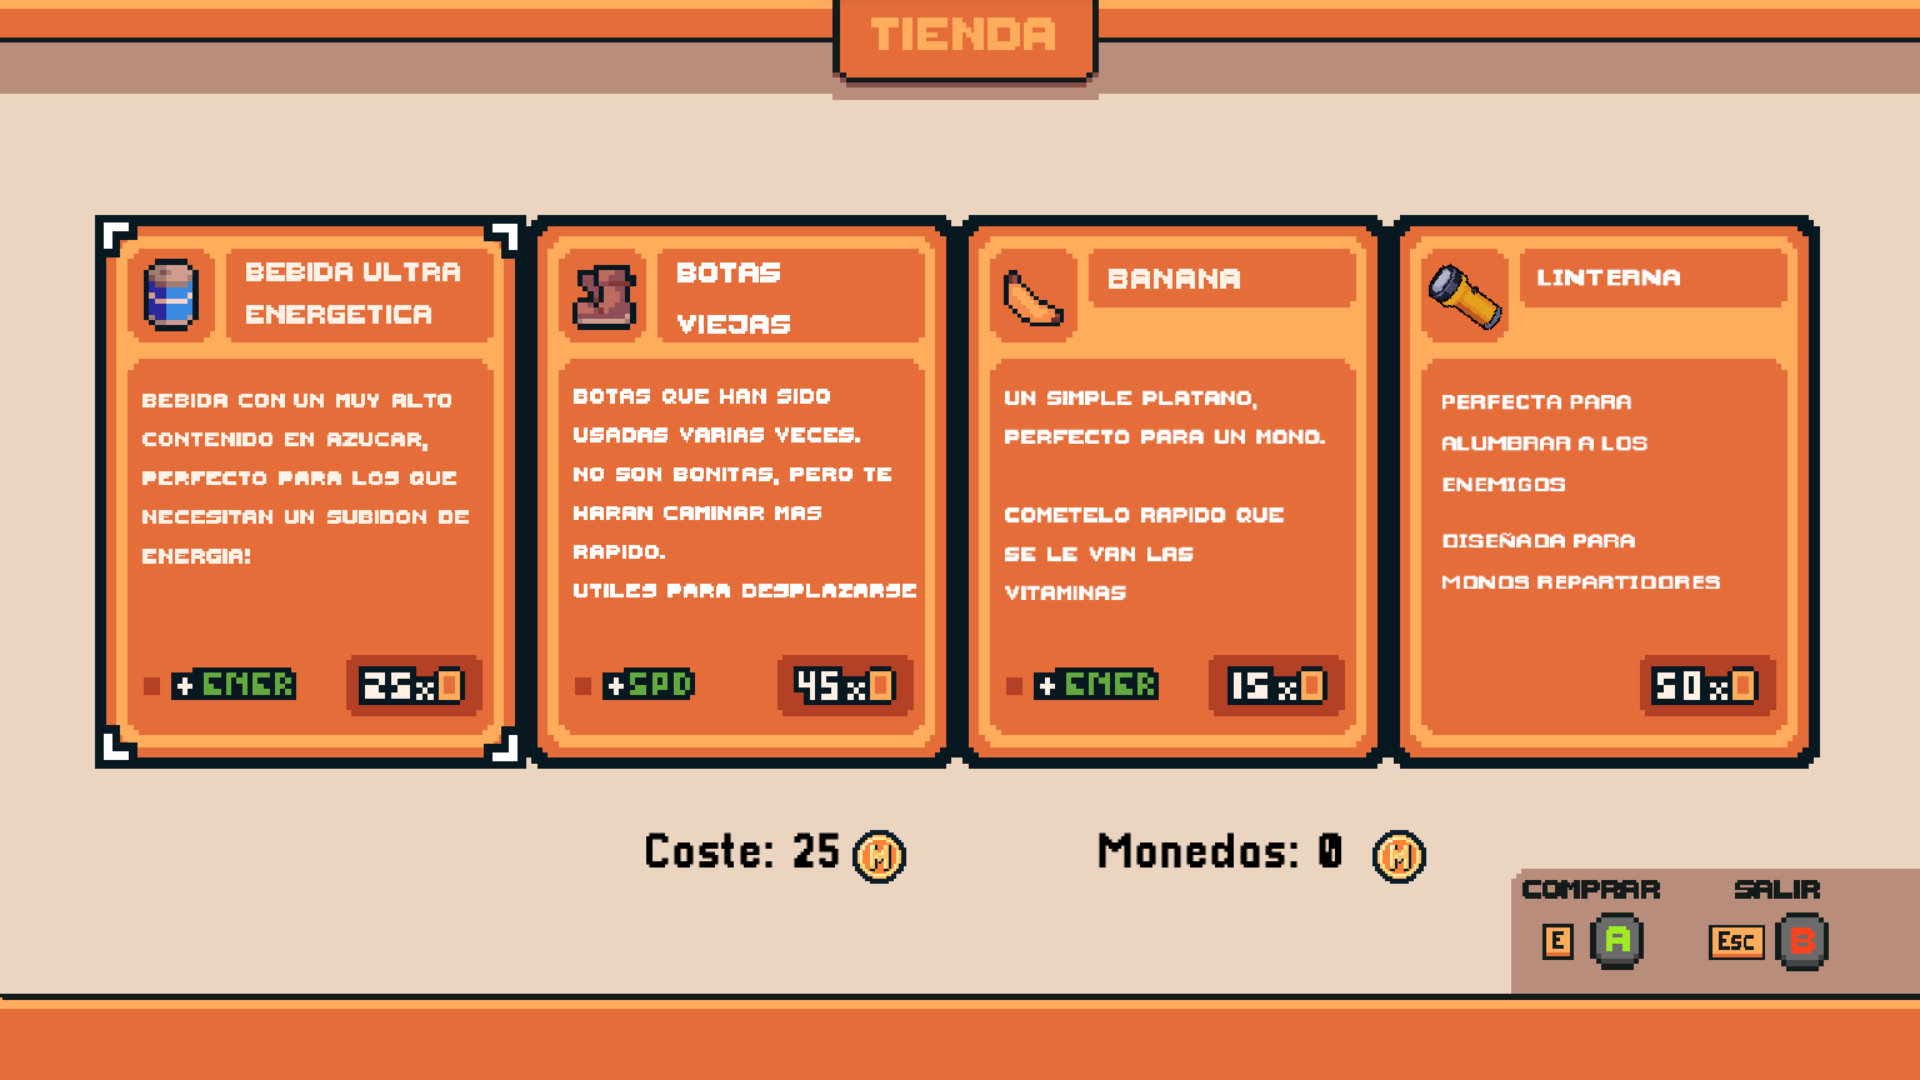 TIENDA
BEBIDA ULTRA
ENERGETICA
BEBIDA CON UN MUY ALTO
CONTENIDO EN AZUCAR,
PERFECTO PARA LOS QUE
NECESITAN UN SUBIDON DE
ENERGIA!
+ ENER
25x
BOTAS
VIEJAS
BOTAS QUE HAN SIDO
USADAS VARIAS VECES.
NO SON BONITAS, PERO TE
HARAN CAMINAR MAS
RAPIDO.
UTILES PARA DESPLAZARSE
+SPD
45x
BANANA
UN SIMPLE PLATANO,
PERFECTO PARA UN MONO.
COMETELO RAPIDO QUE
SE LE VAN LAS
VITAMINAS
+ ENER
15x
LINTERNA
PERFECTA PARA
ALUMBRAR A LOS
ENEMIGOS
DISEÑADA PARA
MONOS REPARTIDORES
50x
Coste: 25 M
Monedas: 0 M
COMPRAR
E A
SALIR
Esc B